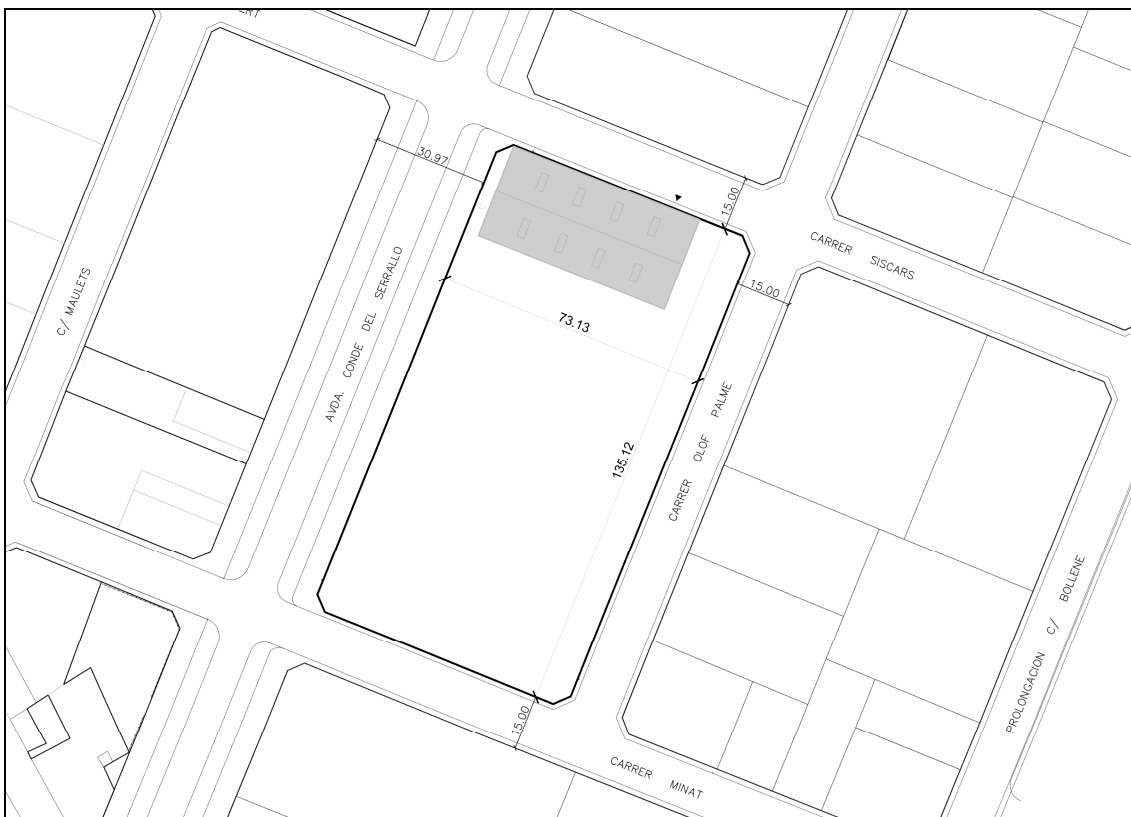 ERT
30.97
15.00
CARRER SISCARS
15.00
C/ MAULETS
AVDA. CONDE DEL SERRALLO
73.13
CARRER OLOF PALME
135.12
PROLONGACION C/ BOLLENE
15.00
CARRER MINAT